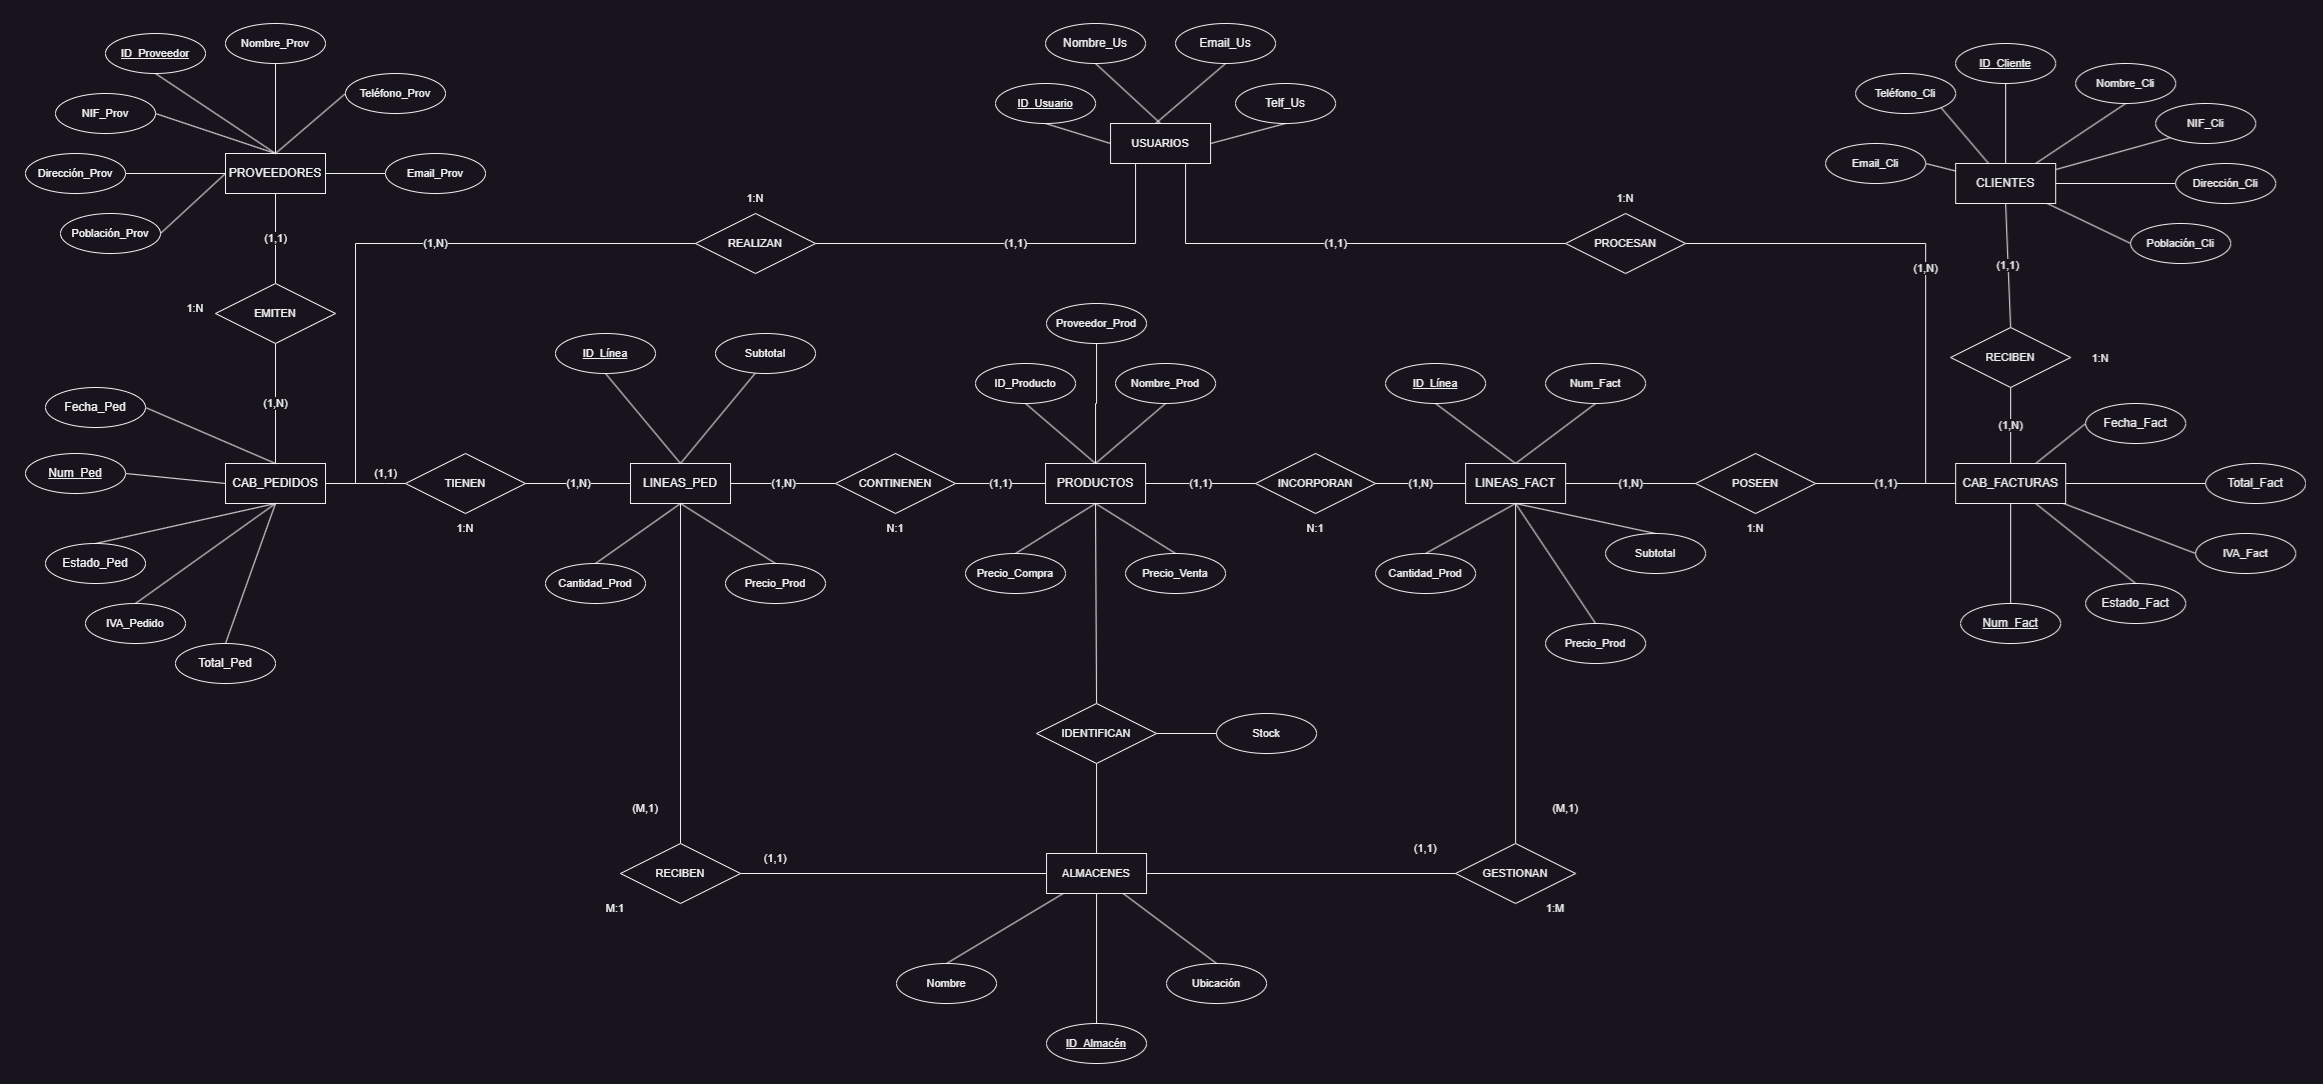 Nombre_Prov
ID_Proveedor
Teléfono_Prov
NIF_Prov
Dirección_Prov
PROVEEDORES
Email_Prov
Población_Prov
(1,1)
1:N
EMITEN
(1,N)
Nombre_Us
Email_Us
ID_Usuario
Telf_Us
USUARIOS
1:N
(1,N)
REALIZAN
(1,1)
1:N
(1,1)
PROCESAN
(1,N)
ID_Cliente
Nombre_Cli
Teléfono_Cli
NIF_Cli
Email_Cli
CLIENTES
Dirección_Cli
Población_Cli
(1,1)
RECIBEN
1:N
(1,N)
Fecha_Ped
Num_Ped
CAB_PEDIDOS
Estado_Ped
IVA_Pedido
Total_Ped
(1,1)
TIENEN
(1,N)
1:N
ID_Línea
Subtotal
LINEAS_PED
Cantidad_Prod
Precio_Prod
(1,N)
CONTINENEN
(1,1)
N:1
Proveedor_Prod
ID_Producto
Nombre_Prod
PRODUCTOS
Precio_Compra
Precio_Venta
(1,1)
INCORPORAN
(1,N)
N:1
ID_Línea
Num_Fact
LINEAS_FACT
Cantidad_Prod
Subtotal
Precio_Prod
(1,N)
POSEEN
(1,1)
1:N
Fecha_Fact
CAB_FACTURAS
Total_Fact
IVA_Fact
Estado_Fact
Num_Fact
IDENTIFICAN
Stock
(M,1)
RECIBEN
(1,1)
M:1
ALMACENES
(M,1)
(1,1)
GESTIONAN
1:M
Nombre
Ubicación
ID_Almacén